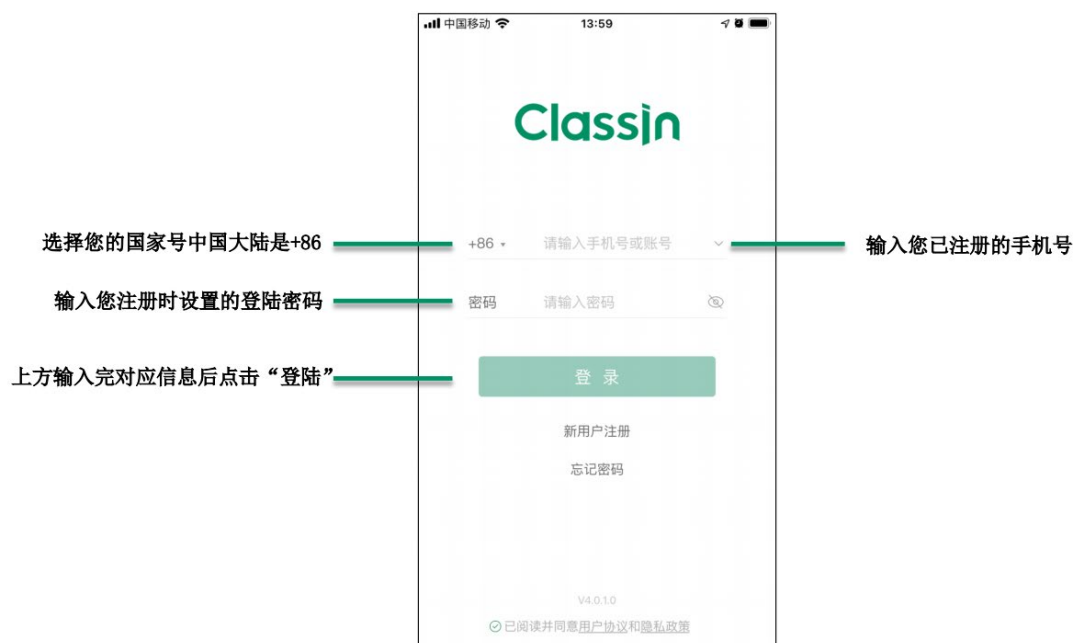 中国移动 13:59
ClassIn
选择您的国家号中国大陆是+86
+86 请输入手机号或账号
输入您已注册的手机号
输入您注册时设置的登陆密码
密码 请输入密码
上方输入完对应信息后点击“登陆”
登录
新用户注册
忘记密码
V4.0.1.0
已阅读并同意用户协议和隐私政策